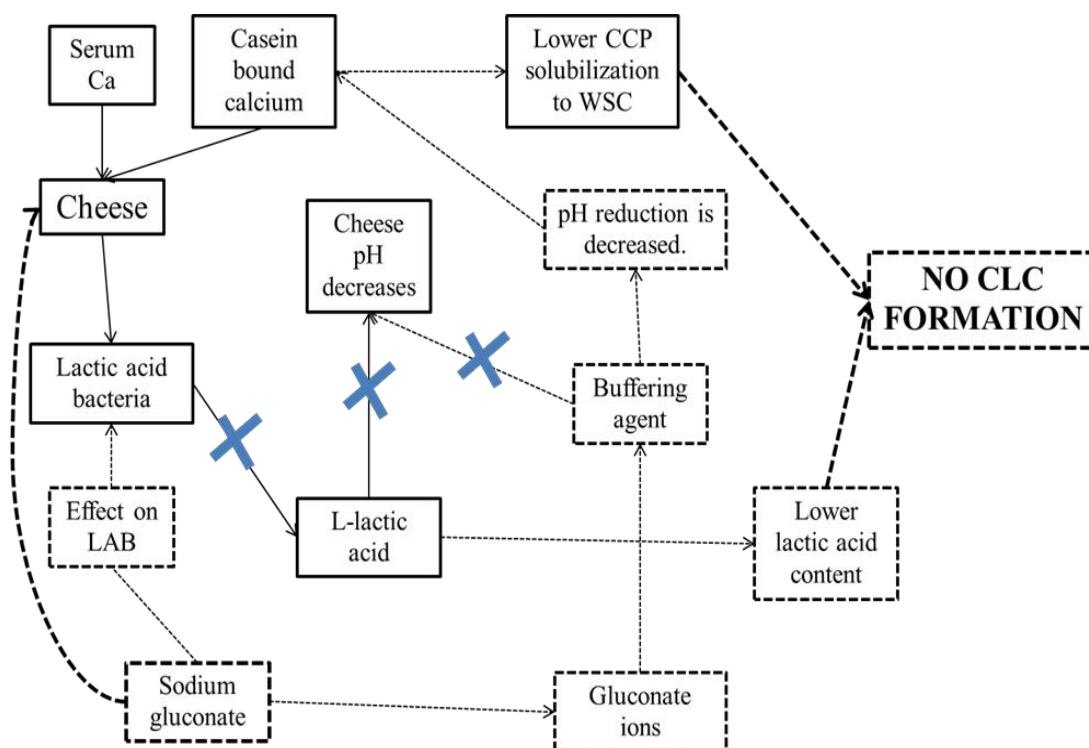 Serum
Ca
Casein
bound
calcium
Lower CCP
solubilization
to WSC
Cheese
Cheese
pH
decreases
pH reduction is
decreased.
NO CLC
FORMATION
Lactic acid
bacteria
Buffering
agent
Effect on
LAB
L-lactic
acid
Lower
lactic acid
content
Sodium
gluconate
Gluconate
ions